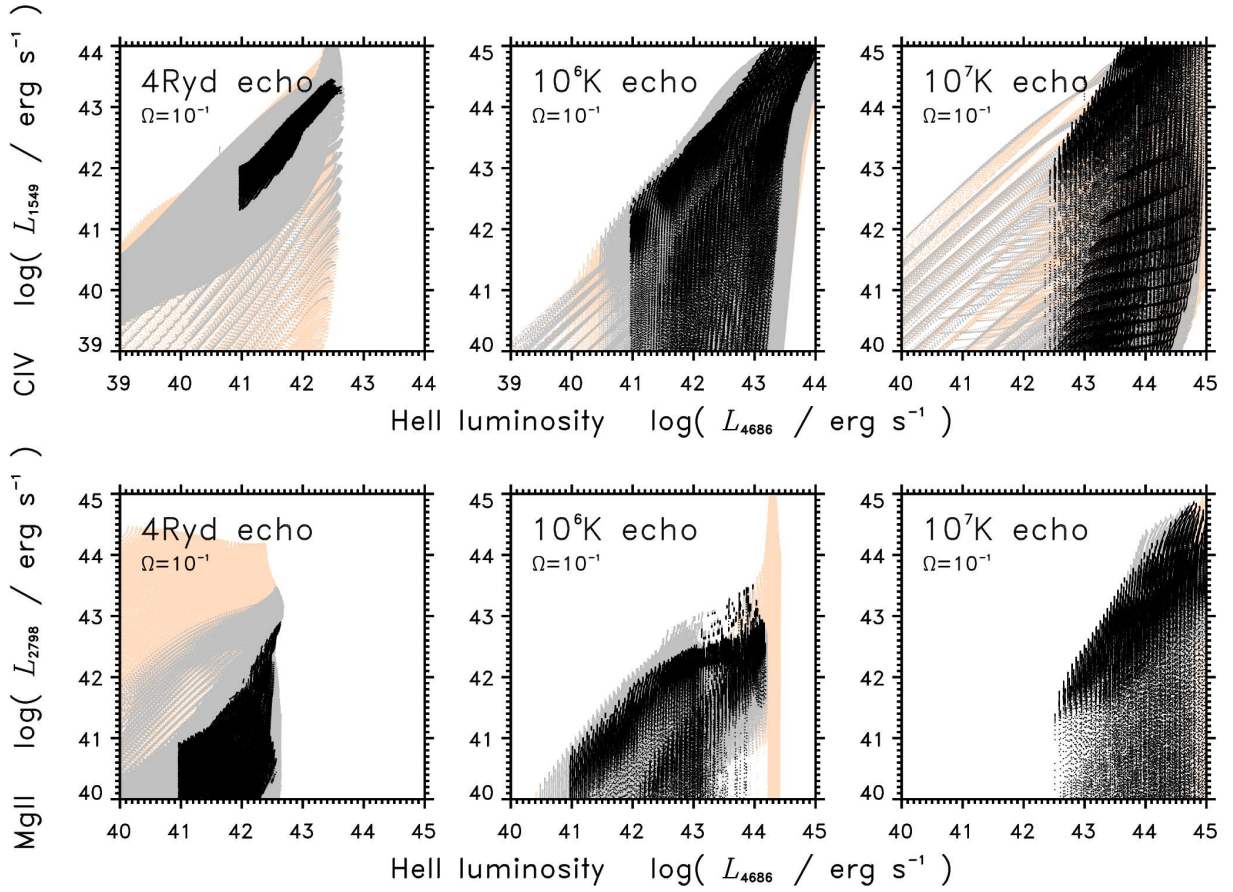 CIV log( L₁₅₄₉ / erg s⁻¹)
44
43
42
41
40
39
4Ryd echo
Ω=10⁻¹
39 40 41 42 43 44
45
44
43
42
41
40
10⁶K echo
Ω=10⁻¹
39 40 41 42 43 44
45
44
43
42
41
40
10⁷K echo
Ω=10⁻¹
40 41 42 43 44 45
HeII luminosity log( L₄₆₈₆ / erg s⁻¹ )
MgII log( L₂₇₉₈ / erg s⁻¹ )
45
44
43
42
41
40
4Ryd echo
Ω=10⁻¹
40 41 42 43 44 45
45
44
43
42
41
40
10⁶K echo
Ω=10⁻¹
40 41 42 43 44 45
45
44
43
42
41
40
10⁷K echo
Ω=10⁻¹
40 41 42 43 44 45
HeII luminosity log( L₄₆₈₆ / erg s⁻¹ )